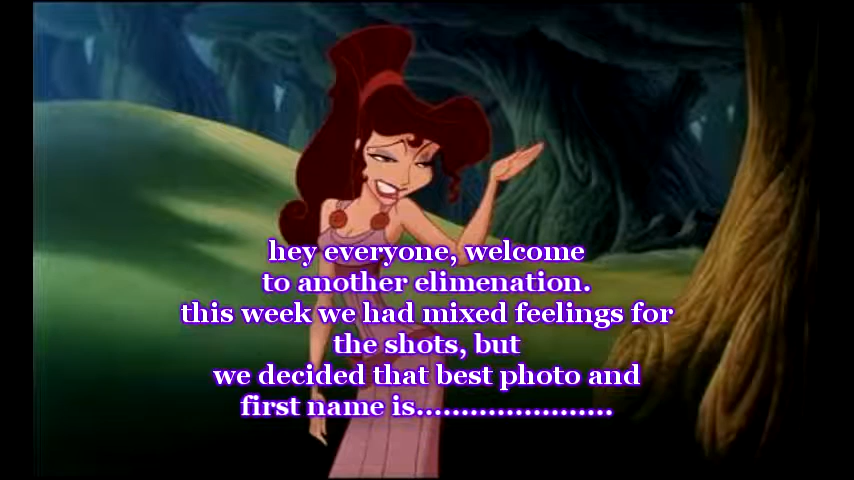 hey everyone, welcome
to another elimenation.
this week we had mixed feelings for
the shots, but
we decided that best photo and
first name is......................